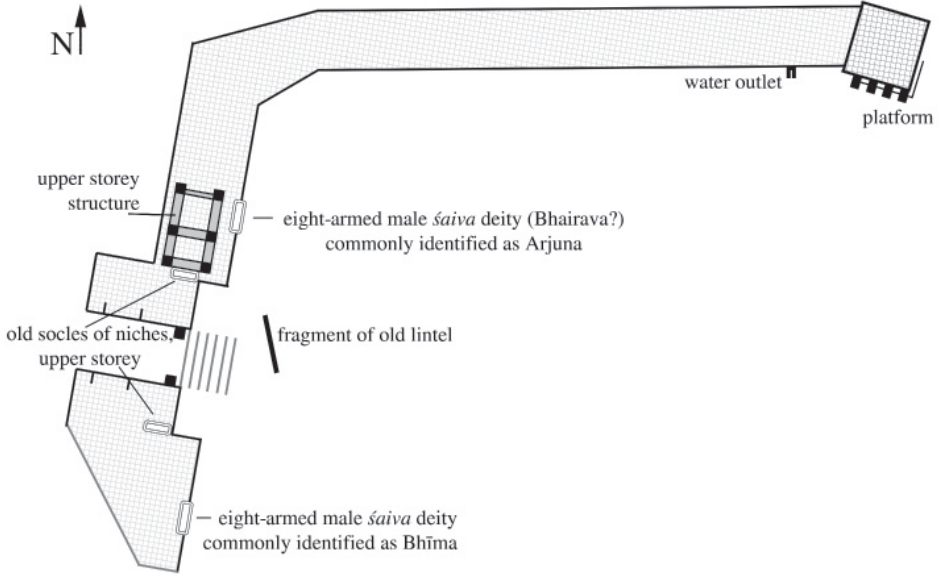 N
water outlet
platform
upper storey
structure
eight-armed male śaiva deity (Bhairava?)
commonly identified as Arjuna
old socles of niches,
upper storey
fragment of old lintel
eight-armed male śaiva deity
commonly identified as Bhīma